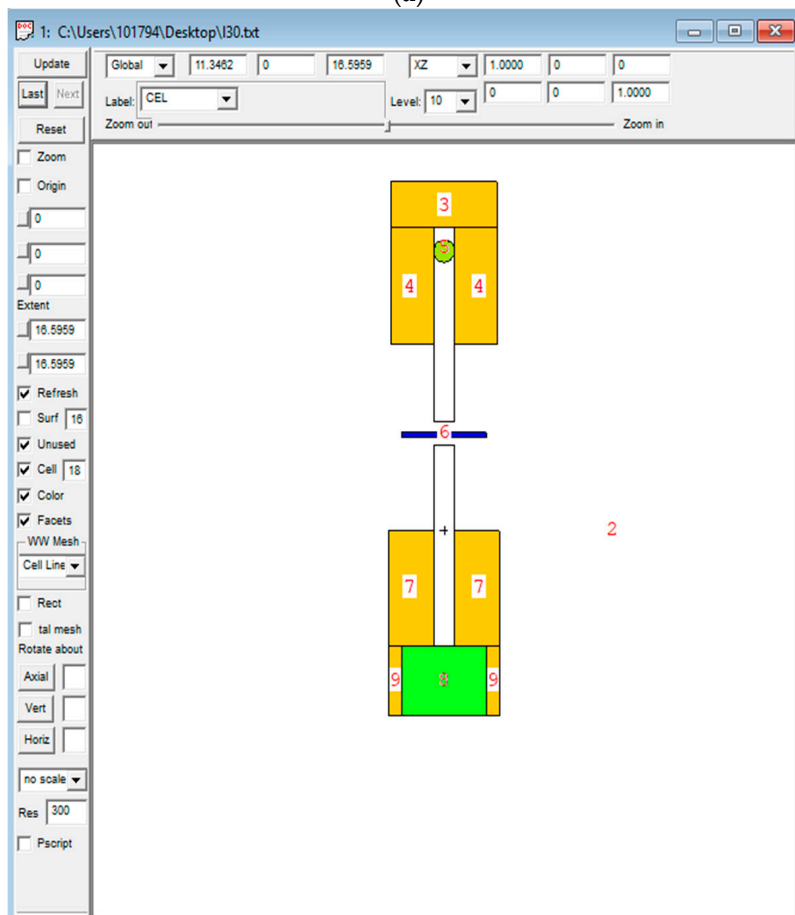 (a)
1: C:\Users\101794\Desktop\I30.txt
Update
Global 11.3462 0 16.5959 XZ 1.0000 0 0
Last Next
Label: CEL Level: 10 0 0 1.0000
Reset
Zoom out Zoom in
Zoom
Origin
0
0
0
Extent
16.5959
16.5959
Refresh
Surf 16
Unused
Cell 18
Color
Facets
WW Mesh
Cell Line
Rect
tal mesh
Rotate about
Axial
Vert
Horiz
no scale
Res 300
Pscript
3
5
4 4
6
2
7 7
9 8 9